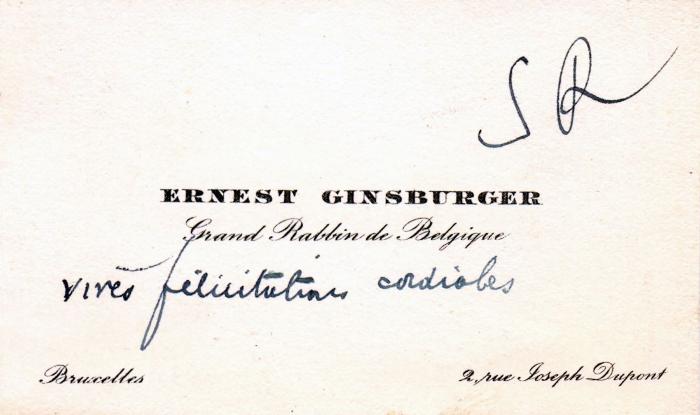 S R
ERNEST GINSBURGER
Grand Rabbin de Belgique
vives félicitations cordiales
Bruxelles
2, rue Joseph Dupont